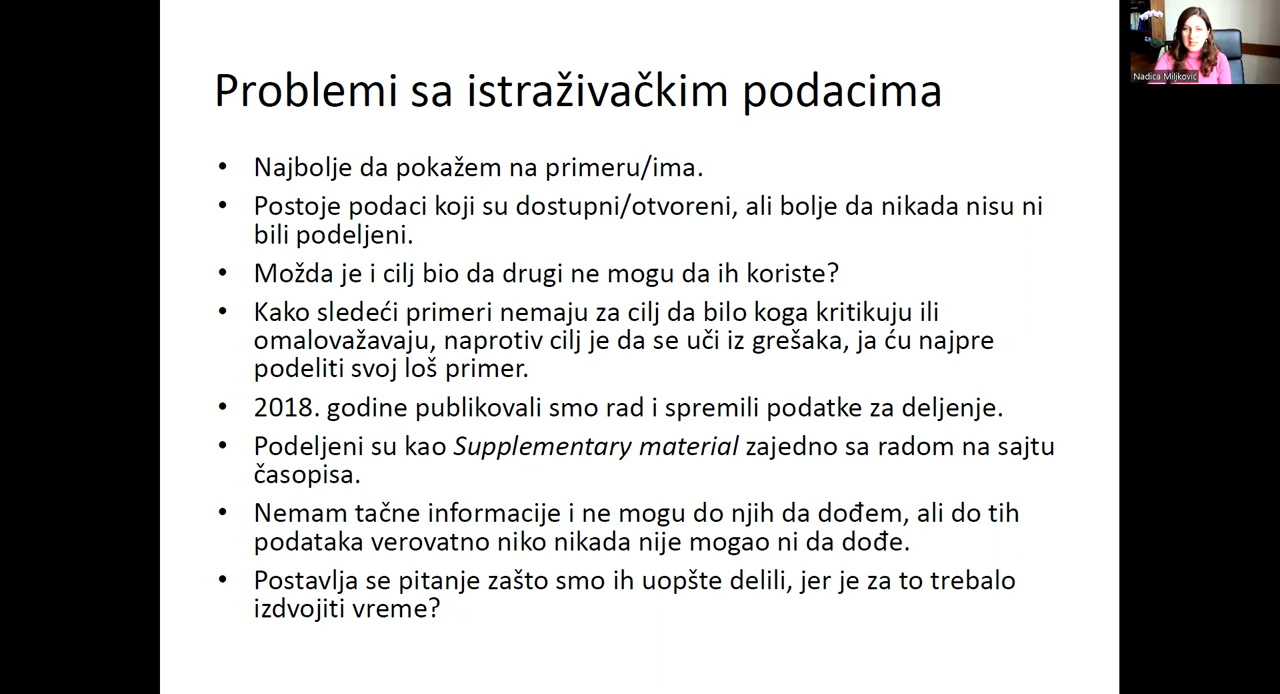 Problemi sa istraživačkim podacima
• Najbolje da pokažem na primeru/ima.
• Postoje podaci koji su dostupni/otvoreni, ali bolje da nikada nisu ni
bili podeljeni.
• Možda je i cilj bio da drugi ne mogu da ih koriste?
• Kako sledeći primeri nemaju za cilj da bilo koga kritikuju ili
omalovažavaju, naprotiv cilj je da se uči iz grešaka, ja ću najpre
podeliti svoj loš primer.
• 2018. godine publikovali smo rad i spremili podatke za deljenje.
• Podeljeni su kao Supplementary material zajedno sa radom na sajtu
časopisa.
• Nemam tačne informacije i ne mogu do njih da dođem, ali do tih
podataka verovatno niko nikada nije mogao ni da dođe.
• Postavlja se pitanje zašto smo ih uopšte delili, jer je za to trebalo
izdvojiti vreme?
Nadica Miljković